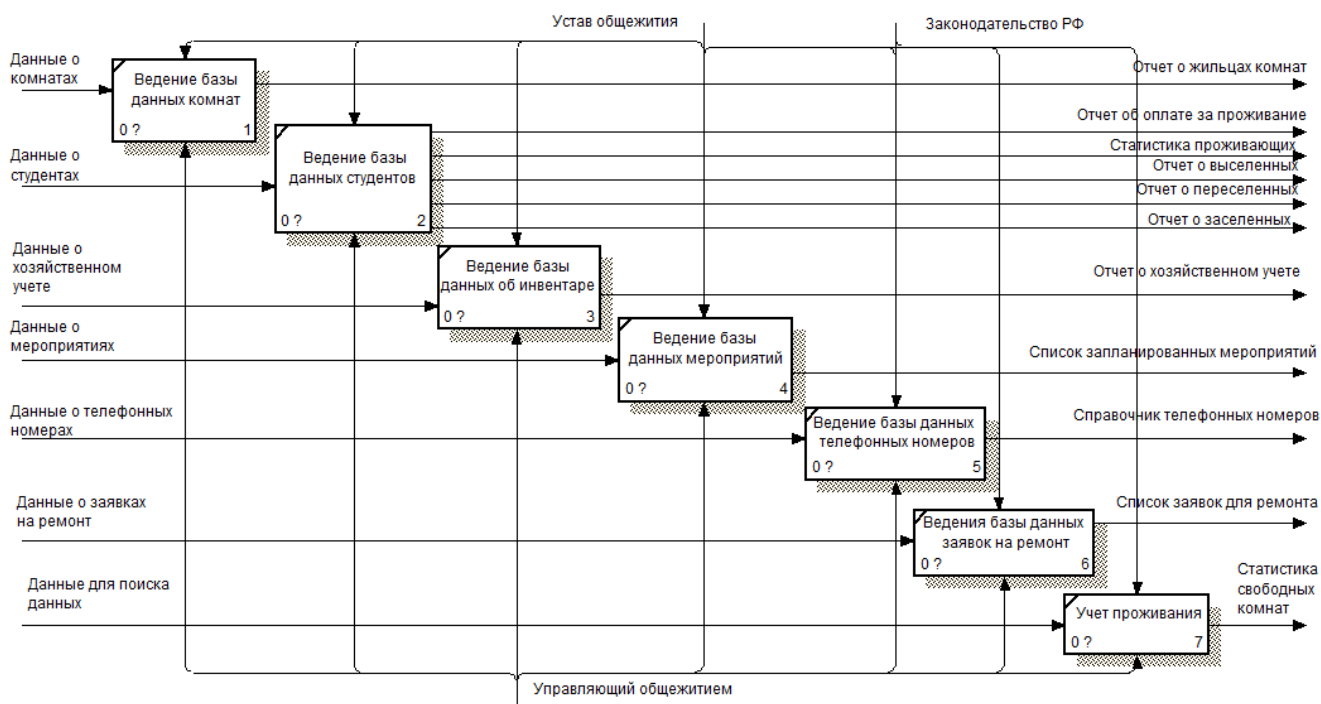 Устав общежития
Законодательство РФ
Данные о
комнатах
Ведение базы
данных комнат
0 ?
1
Отчет о жильцах комнат
Данные о
студентах
Ведение базы
данных студентов
0 ?
2
Отчет об оплате за проживание
Статистика проживающих
Отчет о выселенных
Отчет о переселенных
Отчет о заселенных
Данные о
хозяйственном
учете
Ведение базы
данных об инвентаре
0 ?
3
Отчет о хозяйственном учете
Данные о
мероприятиях
Ведение базы
данных мероприятий
0 ?
4
Список запланированных мероприятий
Данные о телефонных
номерах
Ведение базы данных
телефонных номеров
0 ?
5
Справочник телефонных номеров
Данные о заявках
на ремонт
Ведения базы данных
заявок на ремонт
0 ?
6
Список заявок для ремонта
Данные для поиска
данных
Учет проживания
0 ?
7
Статистика
свободных
комнат
Управляющий общежитием